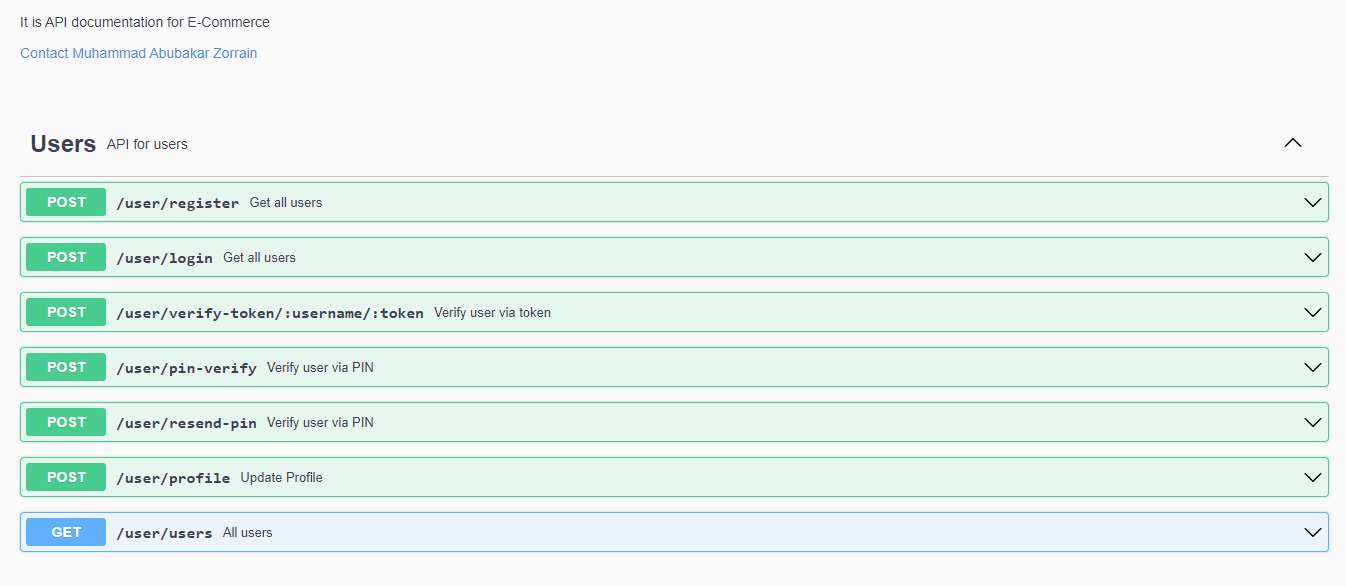 It is API documentation for E-Commerce
Contact Muhammad Abubakar Zorrain
Users API for users
POST /user/register Get all users
POST /user/login Get all users
POST /user/verify-token/:username/:token Verify user via token
POST /user/pin-verify Verify user via PIN
POST /user/resend-pin Verify user via PIN
POST /user/profile Update Profile
GET /user/users All users